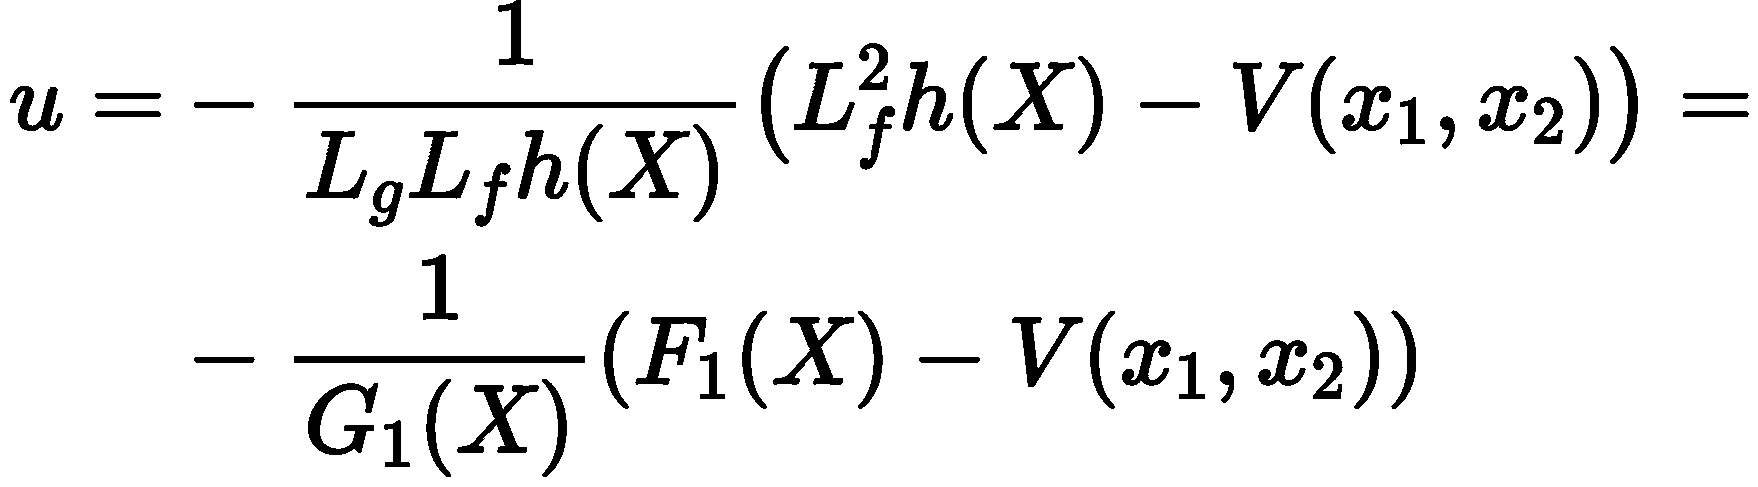 u = -\frac{1}{L_g L_f h(X)} \left( L_f^2 h(X) - V(x_1, x_2) \right) =
-\frac{1}{G_1(X)} (F_1(X) - V(x_1, x_2))